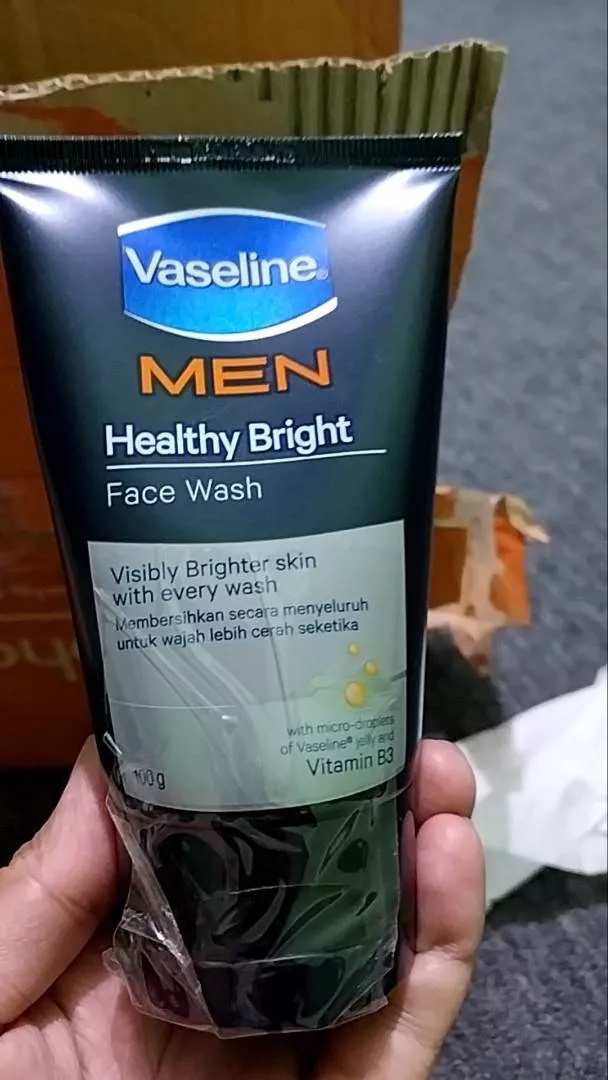 Vaseline®
MEN
Healthy Bright
Face Wash
Visibly Brighter skin
with every wash
Membersihkan secara menyeluruh
untuk wajah lebih cerah seketika
with micro-droplets
of Vaseline® jelly and
Vitamin B3
100 g